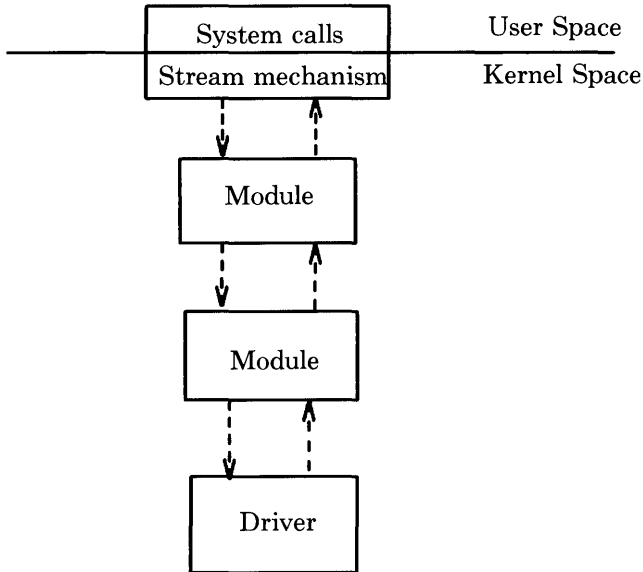 System calls
User Space
Stream mechanism
Kernel Space
Module
Module
Driver